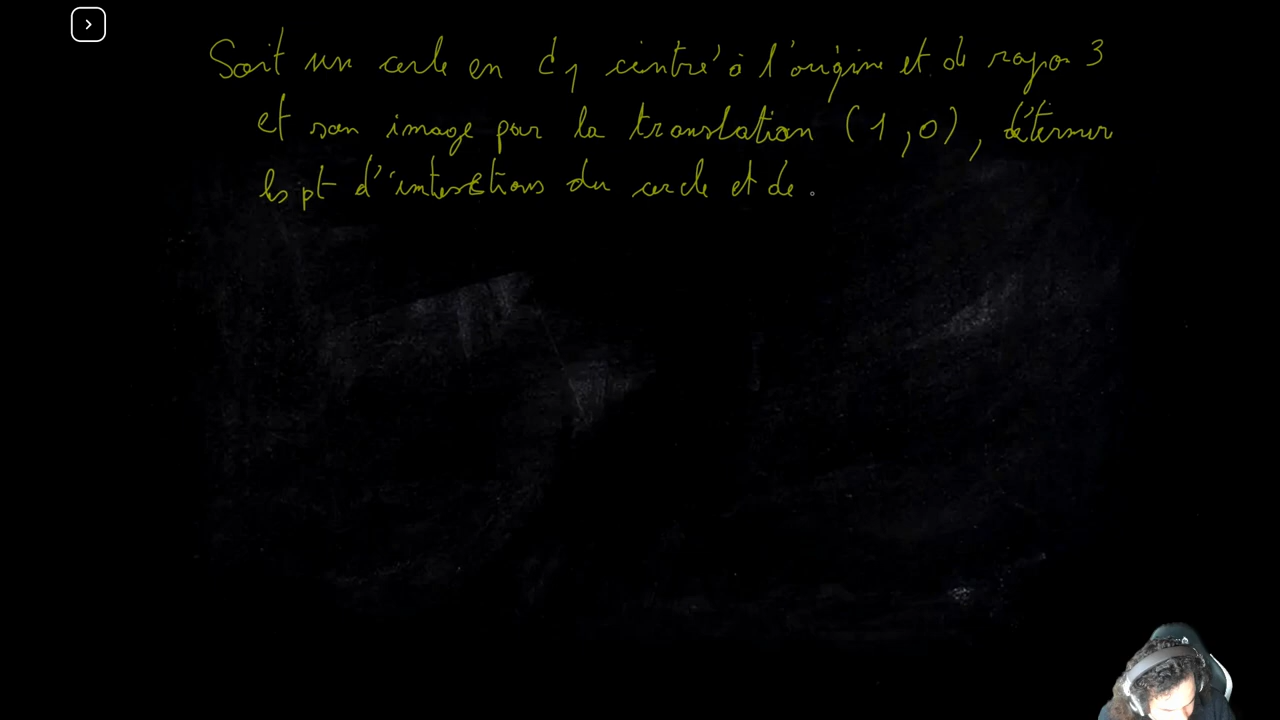 Soit un cercle en C1 centré à l'origine et de rayon 3
et son image par la translation (1,0), déterminer
les pt d'intersections du cercle et de .